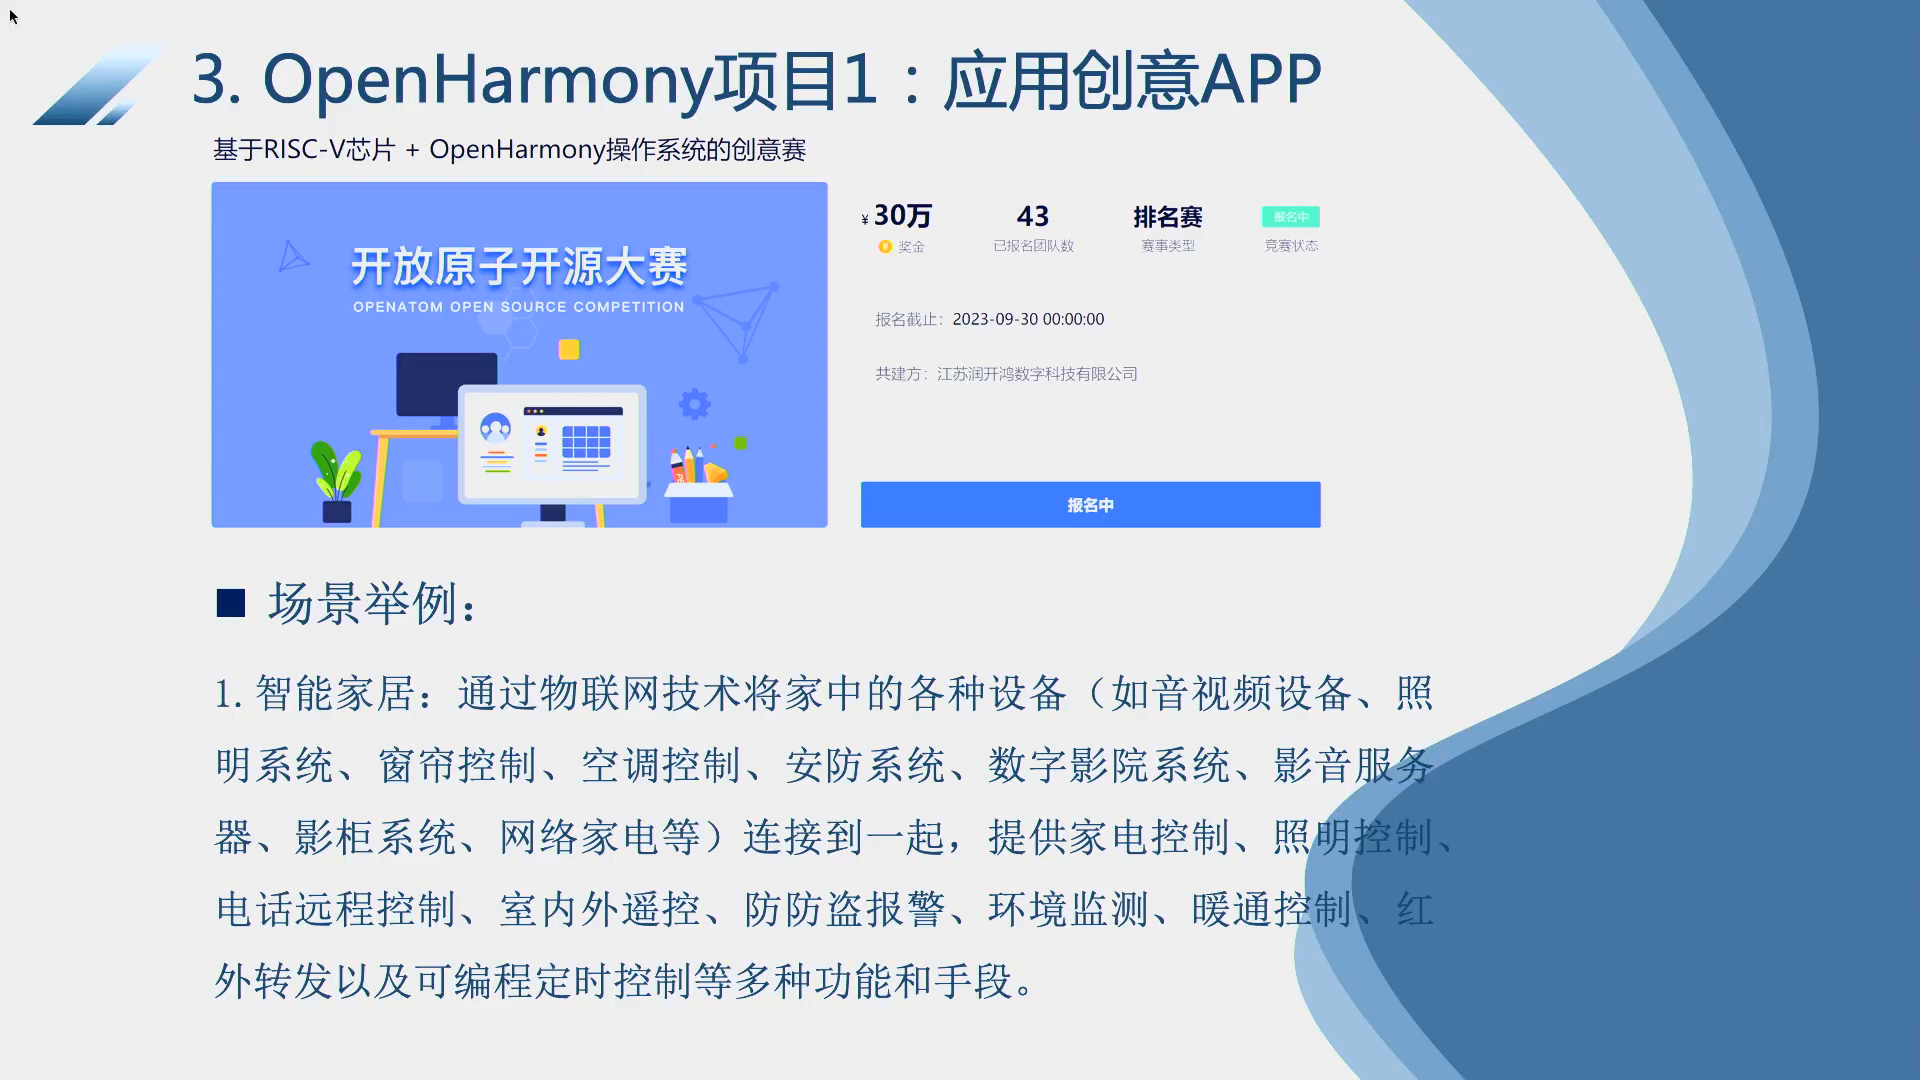 3. OpenHarmony项目1：应用创意APP
基于RISC-V芯片 + OpenHarmony操作系统的创意赛
开放原子开源大赛
OPENATOM OPEN SOURCE COMPETITION
¥ 30万
奖金
43
已报名团队数
排名赛
赛事类型
报名中
竞赛状态
报名截止：2023-09-30 00:00:00
共建方：江苏润开鸿数字科技有限公司
报名中
■ 场景举例：
1. 智能家居：通过物联网技术将家中的各种设备（如音视频设备、照
明系统、窗帘控制、空调控制、安防系统、数字影院系统、影音服务
器、影柜系统、网络家电等）连接到一起，提供家电控制、照明控制、
电话远程控制、室内外遥控、防防盗报警、环境监测、暖通控制、红
外转发以及可编程定时控制等多种功能和手段。